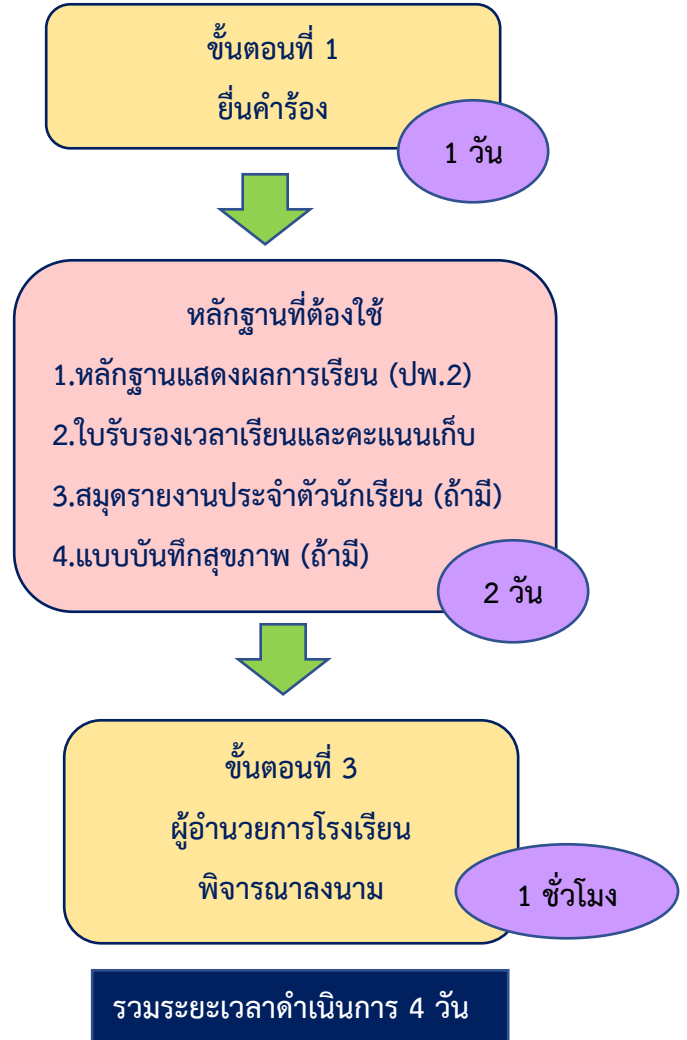 ขั้นตอนที่ 1
ยื่นคำร้อง
1 วัน
หลักฐานที่ต้องใช้
1.หลักฐานแสดงผลการเรียน (ปพ.2)
2.ใบรับรองเวลาเรียนและคะแนนเก็บ
3.สมุดรายงานประจำตัวนักเรียน (ถ้ามี)
4.แบบบันทึกสุขภาพ (ถ้ามี)
2 วัน
ขั้นตอนที่ 3
ผู้อำนวยการโรงเรียน
พิจารณาลงนาม
1 ชั่วโมง
รวมระยะเวลาดำเนินการ 4 วัน